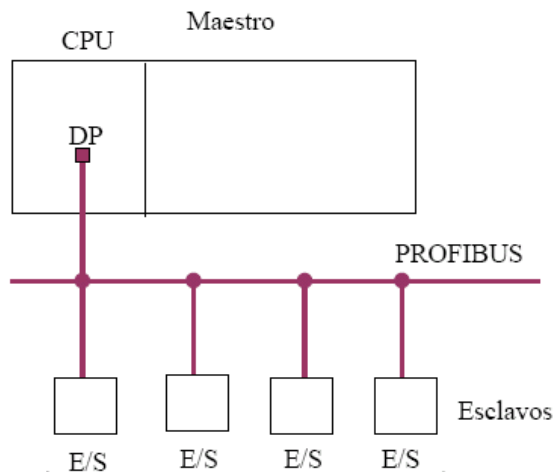 Maestro
CPU
DP
PROFIBUS
Esclavos
E/S
E/S
E/S
E/S